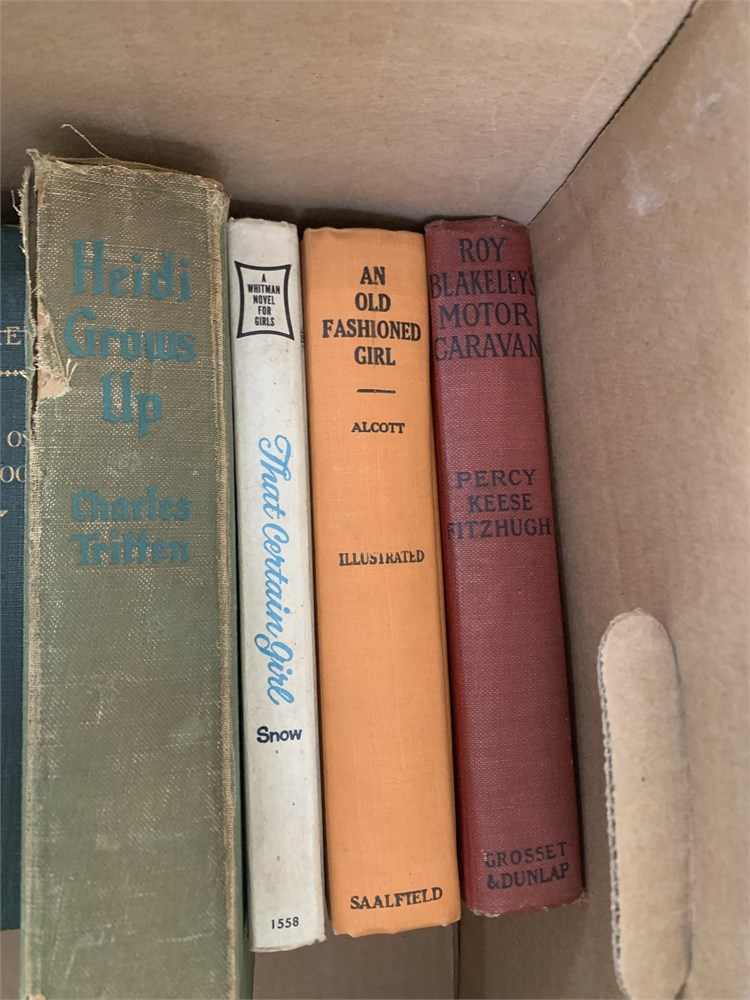 Heidi
Grows
Up
Charles
Tritten
A
WHITMAN
NOVEL
FOR
GIRLS
That Certain Girl
Snow
1558
AN
OLD
FASHIONED
GIRL
ALCOTT
ILLUSTRATED
SAALFIELD
ROY
BLAKELEY'S
MOTOR
CARAVAN
PERCY
KEESE
FITZHUGH
GROSSET
& DUNLAP